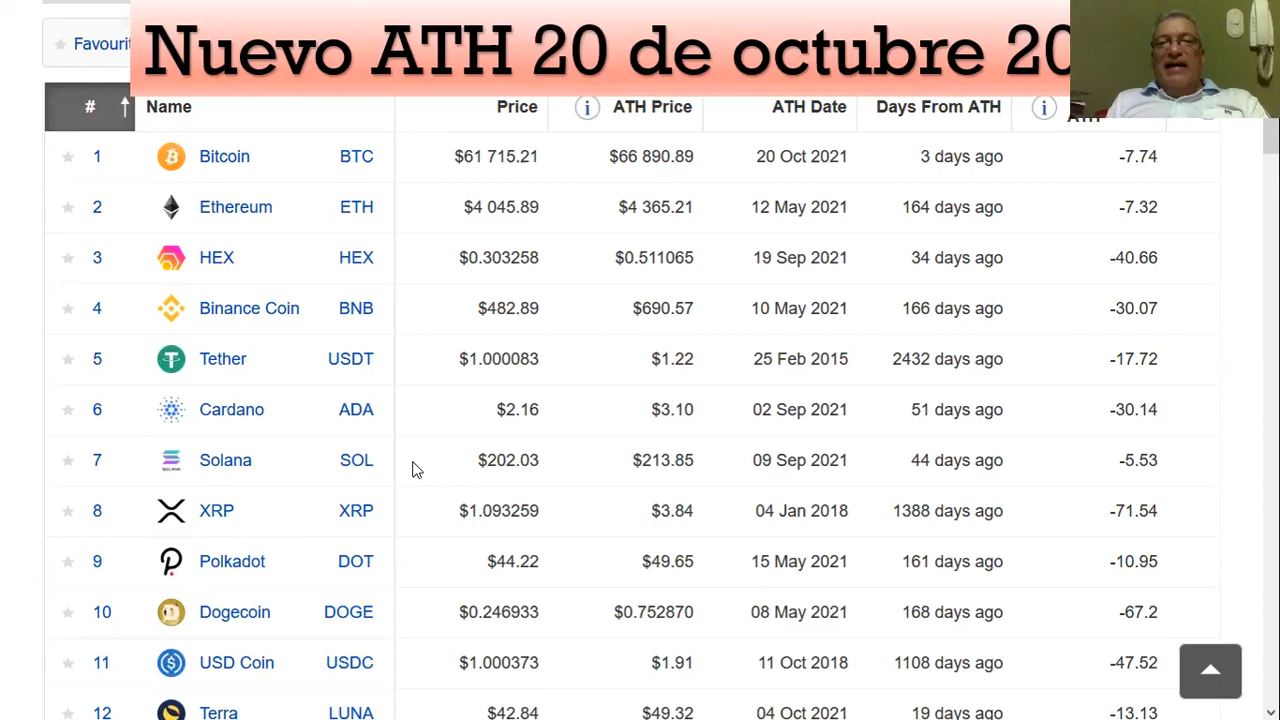 Nuevo ATH 20 de octubre 20
Favourit
# ↑ Name Price ATH Price ATH Date Days From ATH
1 Bitcoin BTC $61 715.21 $66 890.89 20 Oct 2021 3 days ago -7.74
2 Ethereum ETH $4 045.89 $4 365.21 12 May 2021 164 days ago -7.32
3 HEX HEX $0.303258 $0.511065 19 Sep 2021 34 days ago -40.66
4 Binance Coin BNB $482.89 $690.57 10 May 2021 166 days ago -30.07
5 Tether USDT $1.000083 $1.22 25 Feb 2015 2432 days ago -17.72
6 Cardano ADA $2.16 $3.10 02 Sep 2021 51 days ago -30.14
7 Solana SOL $202.03 $213.85 09 Sep 2021 44 days ago -5.53
8 XRP XRP $1.093259 $3.84 04 Jan 2018 1388 days ago -71.54
9 Polkadot DOT $44.22 $49.65 15 May 2021 161 days ago -10.95
10 Dogecoin DOGE $0.246933 $0.752870 08 May 2021 168 days ago -67.2
11 USD Coin USDC $1.000373 $1.91 11 Oct 2018 1108 days ago -47.52
12 Terra LUNA $42.84 $49.32 04 Oct 2021 19 days ago -13.13